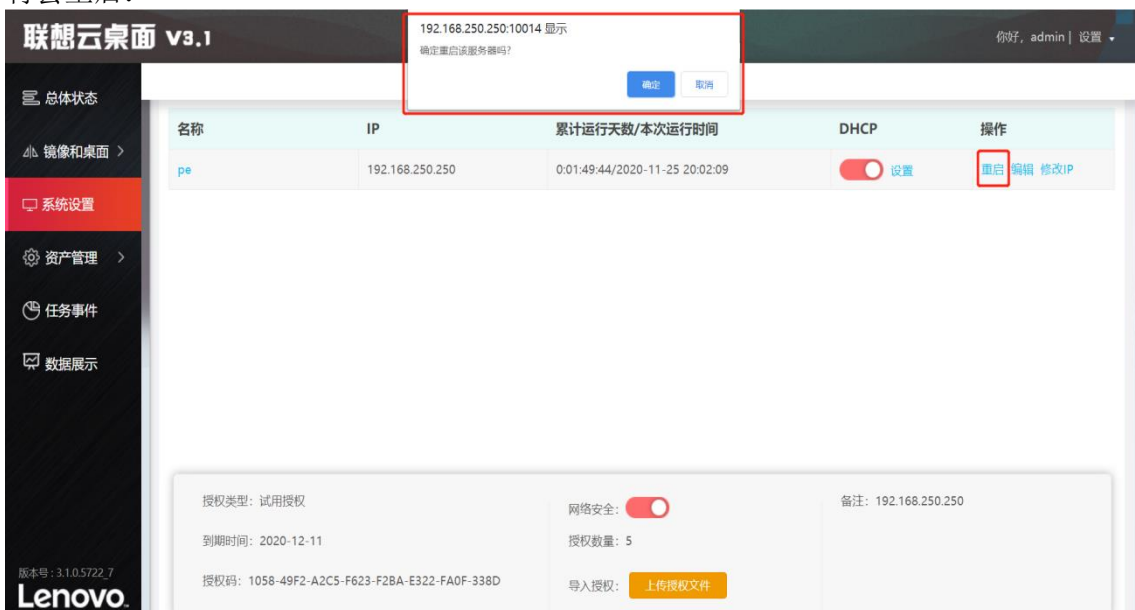 联想云桌面 V3.1
192.168.250.250:10014 显示
确定重启该服务器吗?
确定 取消
你好, admin | 设置
总体状态
镜像和桌面
系统设置
资产管理
任务事件
数据展示
名称 IP 累计运行天数/本次运行时间 DHCP 操作
pe 192.168.250.250 0:01:49:44/2020-11-25 20:02:09 设置 重启 编辑 修改IP
授权类型: 试用授权 网络安全: 备注: 192.168.250.250
到期时间: 2020-12-11 授权数量: 5
授权码: 1058-49F2-A2C5-F623-F2BA-E322-FA0F-338D 导入授权: 上传授权文件
版本号: 3.1.0.5722_7
Lenovo.